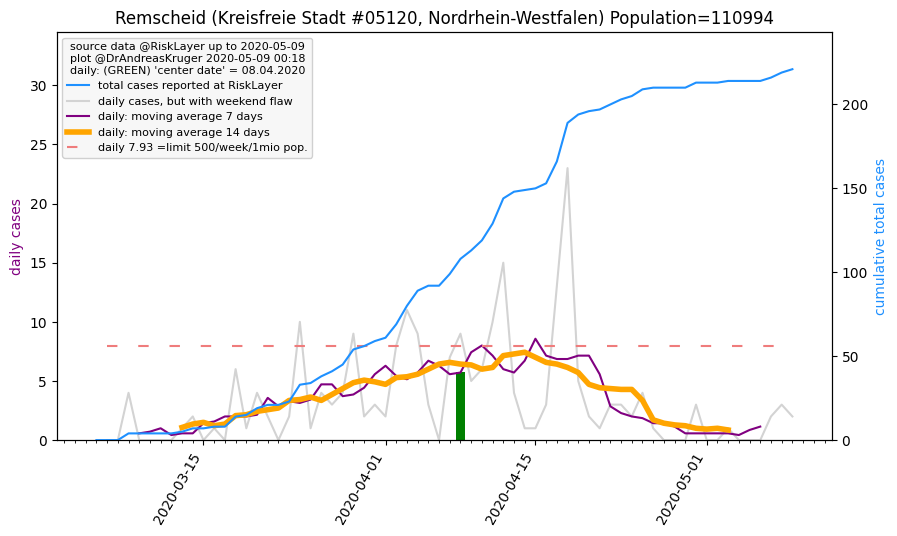 Remscheid (Kreisfreie Stadt #05120, Nordrhein-Westfalen) Population=110994
source data @RiskLayer up to 2020-05-09
plot @DrAndreasKruger 2020-05-09 00:18
daily: (GREEN) 'center date' = 08.04.2020
total cases reported at RiskLayer
daily cases, but with weekend flaw
daily: moving average 7 days
daily: moving average 14 days
daily 7.93 =limit 500/week/1mio pop.
daily cases
30
25
20
15
10
5
0
cumulative total cases
200
150
100
50
0
2020-03-15
2020-04-01
2020-04-15
2020-05-01